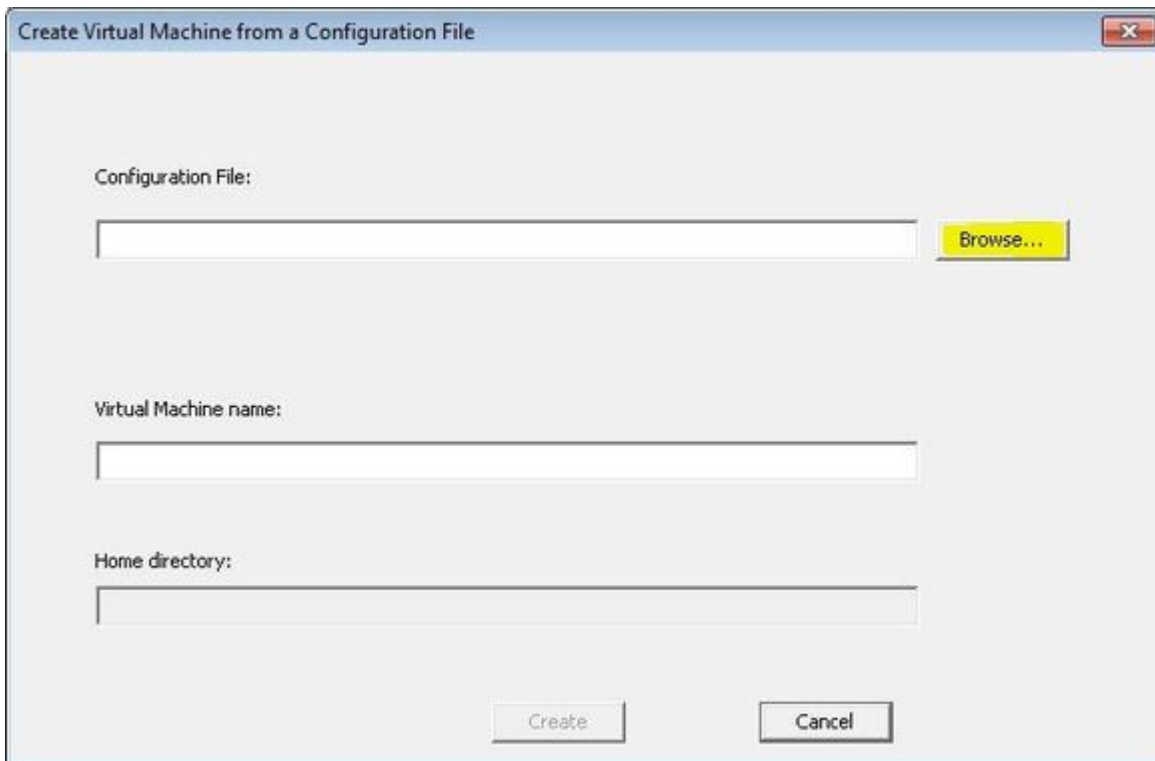 Create Virtual Machine from a Configuration File
Configuration File:
Browse...
Virtual Machine name:
Home directory:
Create
Cancel